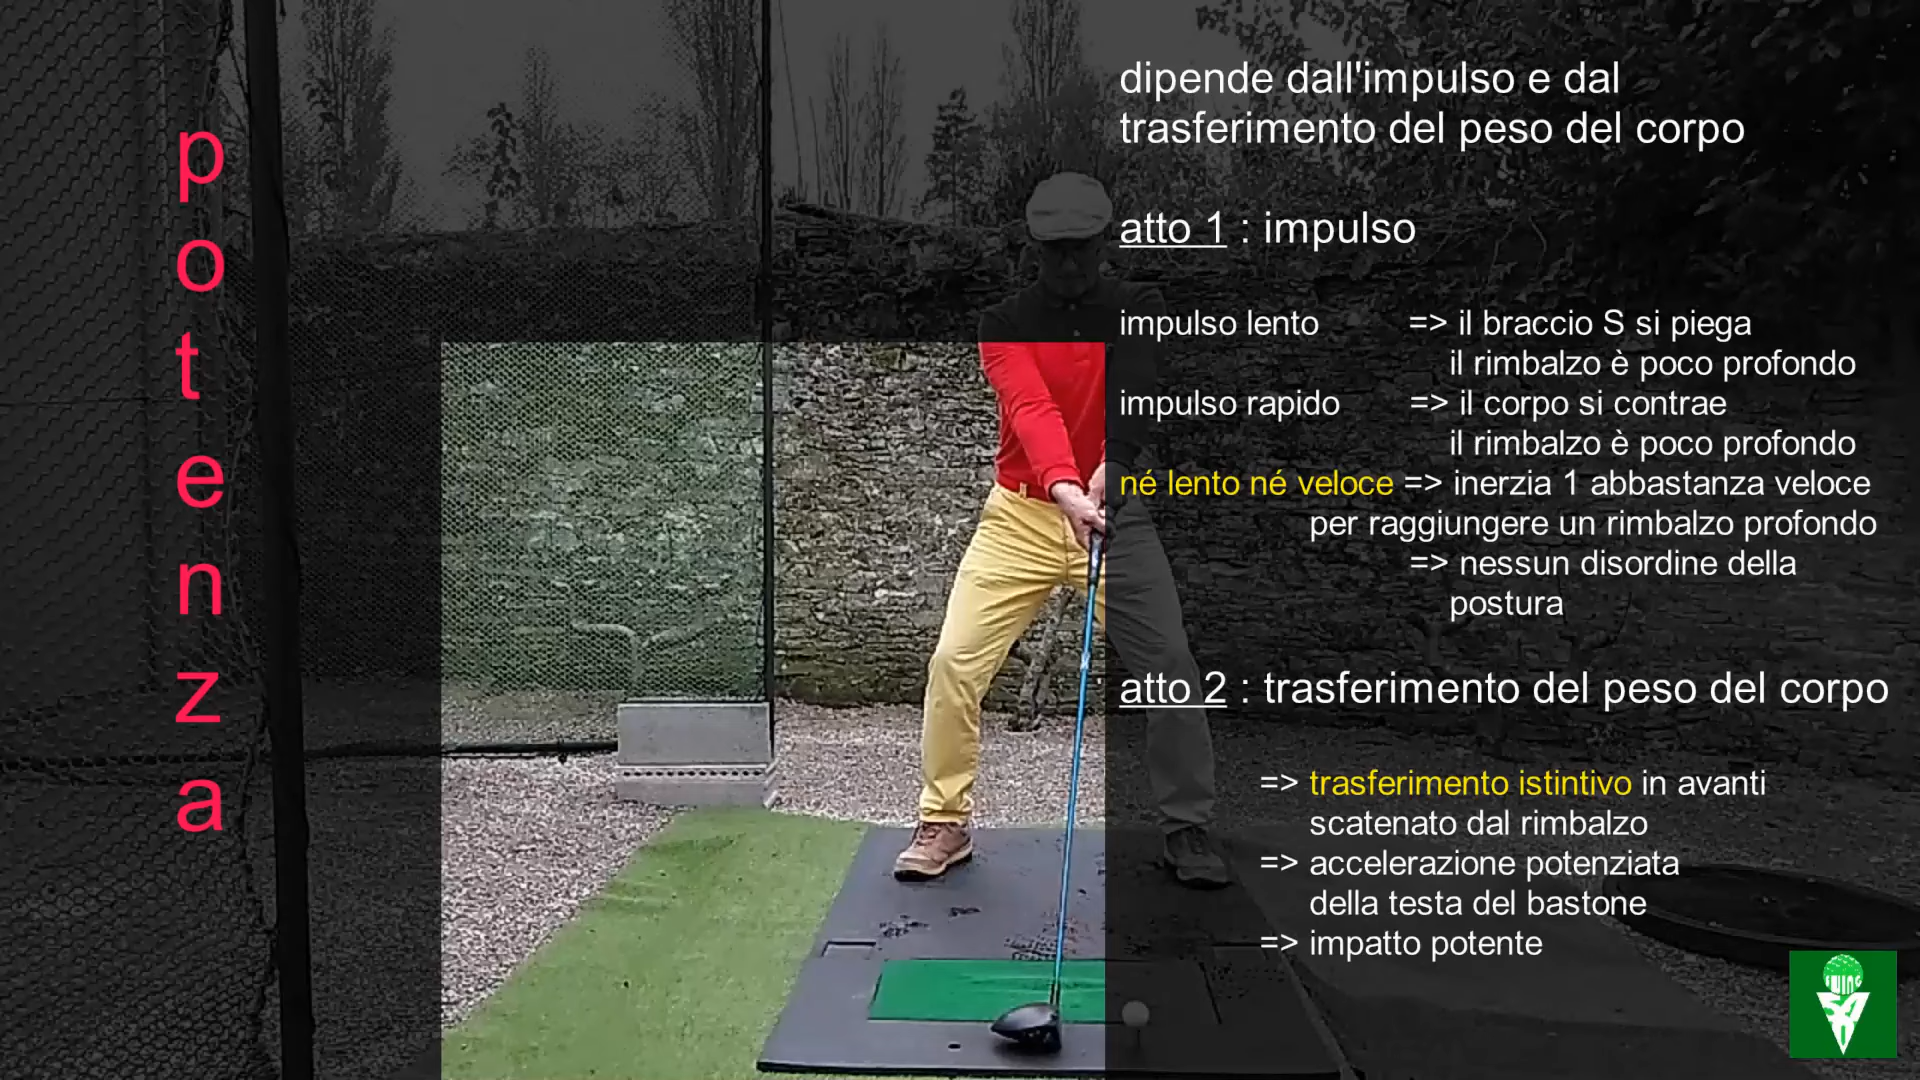 potenza
dipende dall'impulso e dal
trasferimento del peso del corpo
atto 1 : impulso
impulso lento => il braccio S si piega
il rimbalzo è poco profondo
impulso rapido => il corpo si contrae
il rimbalzo è poco profondo
né lento né veloce => inerzia 1 abbastanza veloce
per raggiungere un rimbalzo profondo
=> nessun disordine della
postura
atto 2 : trasferimento del peso del corpo
=> trasferimento istintivo in avanti
scatenato dal rimbalzo
=> accelerazione potenziata
della testa del bastone
=> impatto potente
SWING